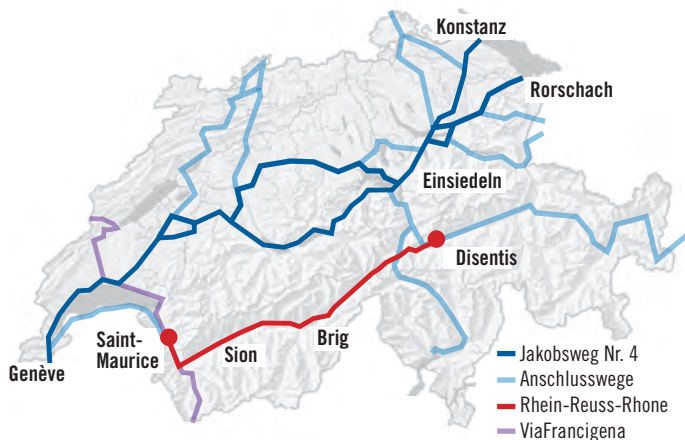 Konstanz
Rorschach
Einsiedeln
Disentis
Brig
Sion
Saint-
Maurice
Genève
Jakobsweg Nr. 4
Anschlusswege
Rhein-Reuss-Rhone
ViaFrancigena